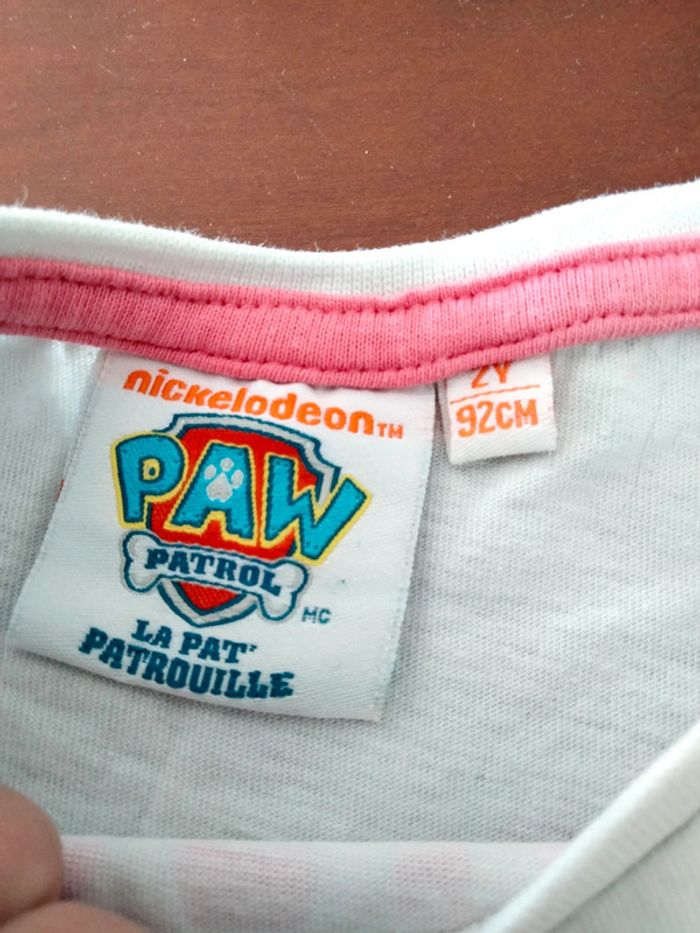 nickelodeon™
PAW
PATROL
MC
LA PAT'
PATROUILLE
2Y
92CM